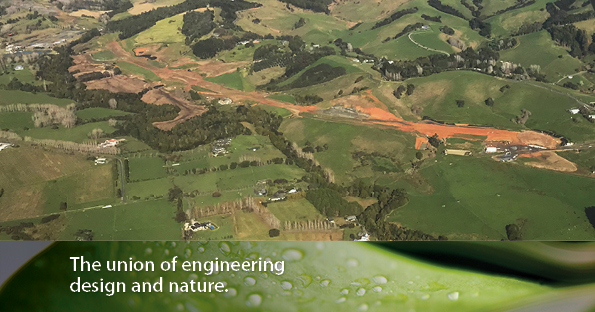 The union of engineering
design and nature.